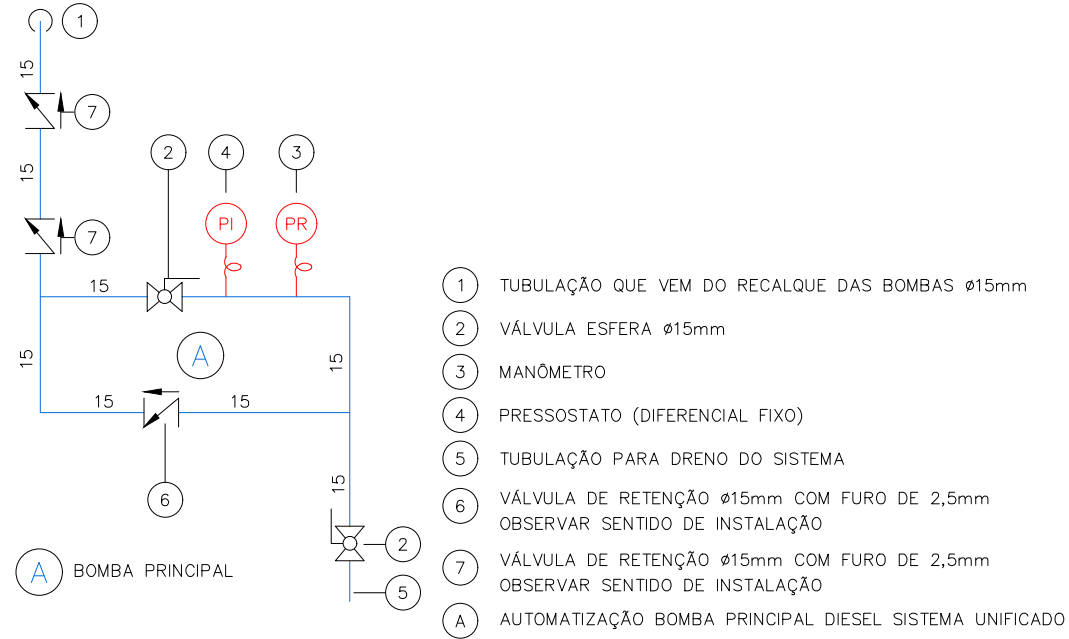 1
15
7
15
2
4
3
7
PI
PR
15
A
15
15
15
15
6
15
2
5
A BOMBA PRINCIPAL
1 TUBULAÇÃO QUE VEM DO RECALQUE DAS BOMBAS ø15mm
2 VÁLVULA ESFERA ø15mm
3 MANÔMETRO
4 PRESSOSTATO (DIFERENCIAL FIXO)
5 TUBULAÇÃO PARA DRENO DO SISTEMA
6 VÁLVULA DE RETENÇÃO ø15mm COM FURO DE 2,5mm
OBSERVAR SENTIDO DE INSTALAÇÃO
7 VÁLVULA DE RETENÇÃO ø15mm COM FURO DE 2,5mm
OBSERVAR SENTIDO DE INSTALAÇÃO
A AUTOMATIZAÇÃO BOMBA PRINCIPAL DIESEL SISTEMA UNIFICADO